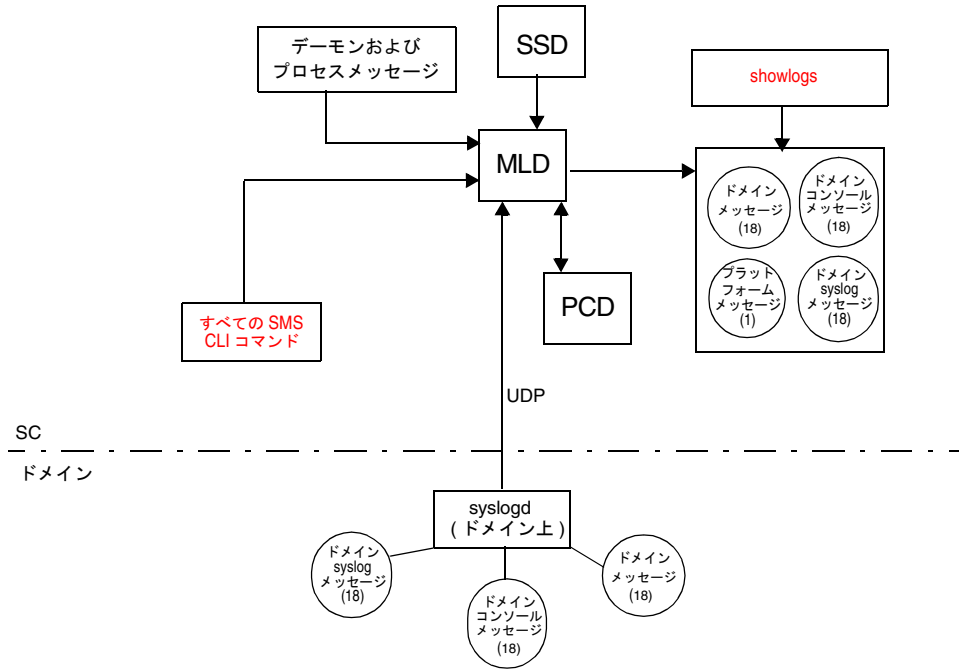 デーモンおよび
プロセスメッセージ
SSD
showlogs
MLD
ドメイン
メッセージ
(18)
ドメイン
コンソール
メッセージ
(18)
プラット
フォーム
メッセージ
(1)
ドメイン
syslog
メッセージ
(18)
PCD
すべての SMS
CLI コマンド
UDP
SC
ドメイン
syslogd
( ドメイン上 )
ドメイン
syslog
メッセージ
(18)
ドメイン
コンソール
メッセージ
(18)
ドメイン
メッセージ
(18)